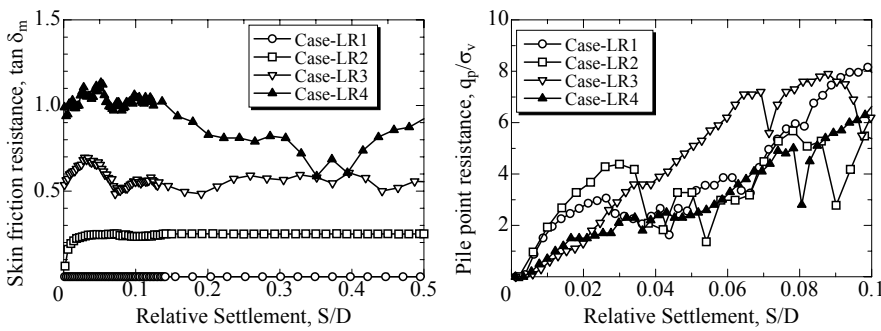 Skin friction resistance, tan δm
1.5
1.0
0.5
0
0
0.1
0.2
0.3
0.4
0.5
Relative Settlement, S/D
Case-LR1
Case-LR2
Case-LR3
Case-LR4
Pile point resistance, qp/σv
10
8
6
4
2
0
0.02
0.04
0.06
0.08
0.1
Relative Settlement, S/D
Case-LR1
Case-LR2
Case-LR3
Case-LR4